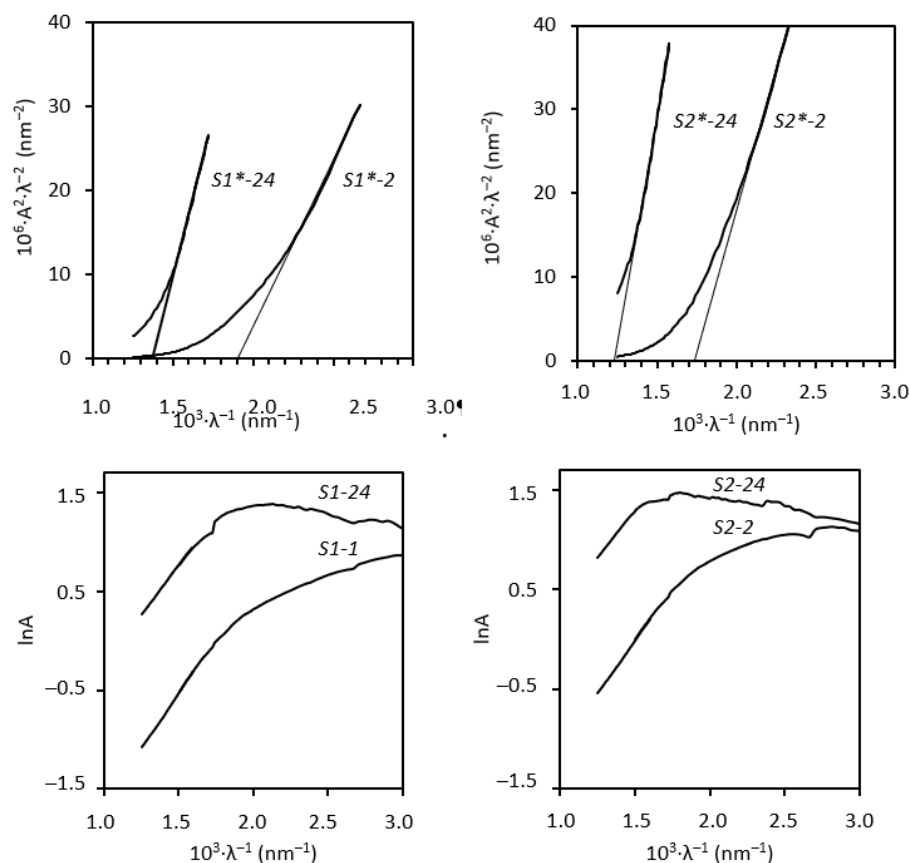 40
30
20
10
0
10⁶·A²·λ⁻² (nm⁻²)
S1*-24
S1*-2
1.0 1.5 2.0 2.5 3.0
10³·λ⁻¹ (nm⁻¹)
40
30
20
10
0
10⁶·A²·λ⁻² (nm⁻²)
S2*-24
S2*-2
1.0 1.5 2.0 2.5 3.0
10³·λ⁻¹ (nm⁻¹)
1.5
0.5
−0.5
−1.5
lnA
S1-24
S1-1
1.0 1.5 2.0 2.5 3.0
10³·λ⁻¹ (nm⁻¹)
1.5
0.5
−0.5
−1.5
lnA
S2-24
S2-2
1.0 1.5 2.0 2.5 3.0
10³·λ⁻¹ (nm⁻¹)